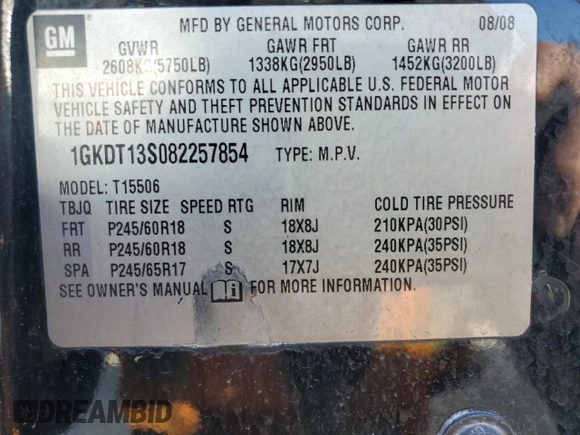 GM
MFD BY GENERAL MOTORS CORP. 08/08
GVWR GAWR FRT GAWR RR
2608KG(5750LB) 1338KG(2950LB) 1452KG(3200LB)
THIS VEHICLE CONFORMS TO ALL APPLICABLE U.S. FEDERAL MOTOR
VEHICLE SAFETY AND THEFT PREVENTION STANDARDS IN EFFECT ON
THE DATE OF MANUFACTURE SHOWN ABOVE.
1GKDT13S082257854 TYPE: M.P.V.
MODEL: T15506
TBJQ TIRE SIZE SPEED RTG RIM COLD TIRE PRESSURE
FRT P245/60R18 S 18X8J 210KPA(30PSI)
RR P245/60R18 S 18X8J 240KPA(35PSI)
SPA P245/65R17 S 17X7J 240KPA(35PSI)
SEE OWNER'S MANUAL i FOR MORE INFORMATION.
DREAMBID